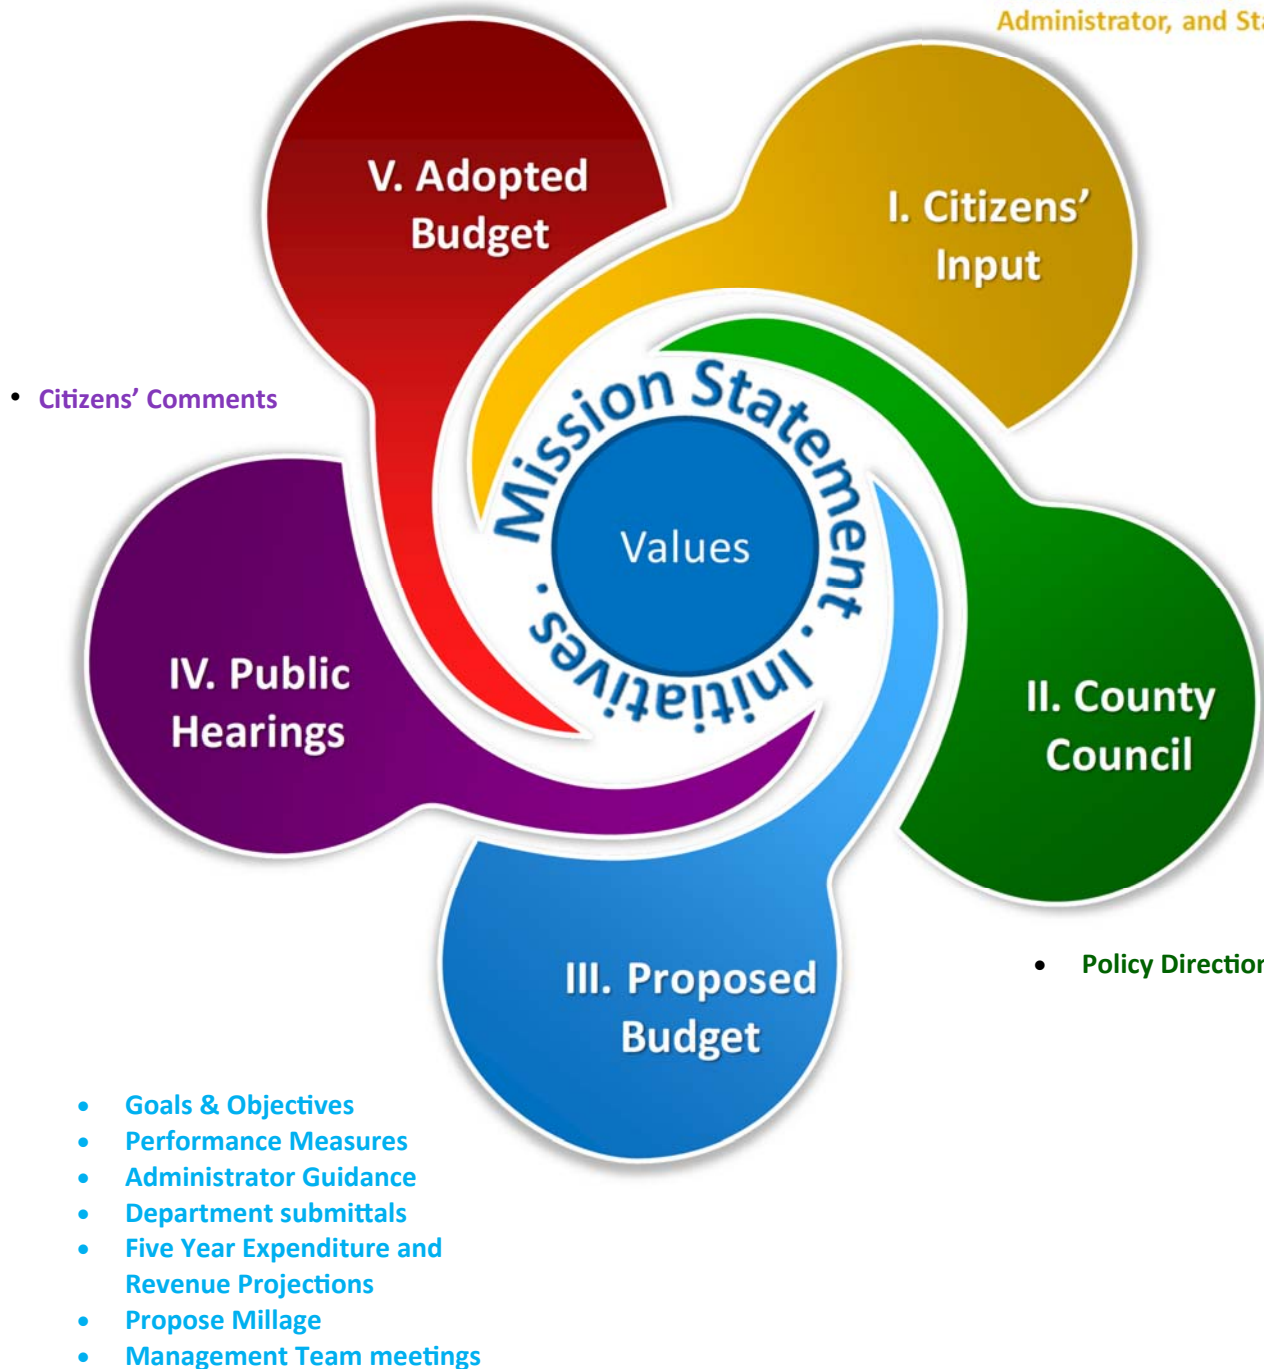 Administrator, and Sta
V. Adopted
Budget
I. Citizens’
Input
• Citizens’ Comments
Mission Statement . Initiatives .
Values
IV. Public
Hearings
II. County
Council
III. Proposed
Budget
• Policy Direction
• Goals & Objectives
• Performance Measures
• Administrator Guidance
• Department submittals
• Five Year Expenditure and
Revenue Projections
• Propose Millage
• Management Team meetings